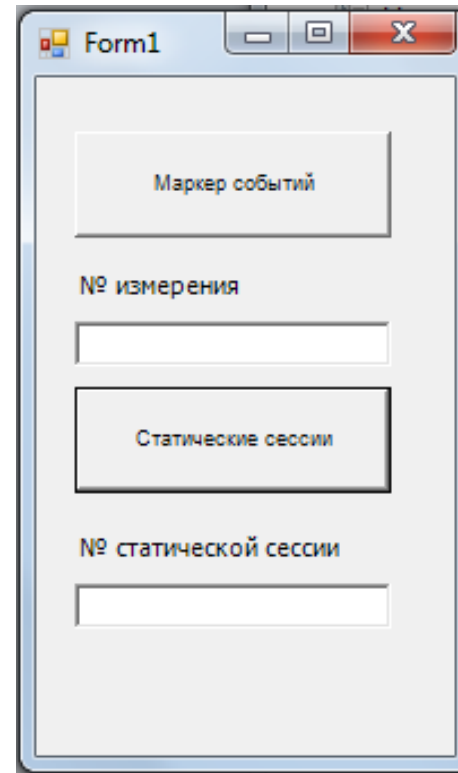 Form1
Маркер событий
№ измерения
Статические сессии
№ статической сессии